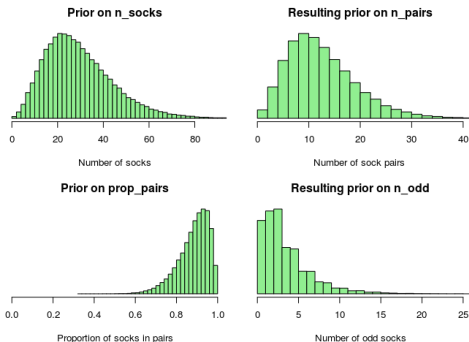 Prior on n_socks
0 20 40 60 80
Number of socks
Resulting prior on n_pairs
0 10 20 30 40
Number of sock pairs
Prior on prop_pairs
0.0 0.2 0.4 0.6 0.8 1.0
Proportion of socks in pairs
Resulting prior on n_odd
0 5 10 15 20 25
Number of odd socks